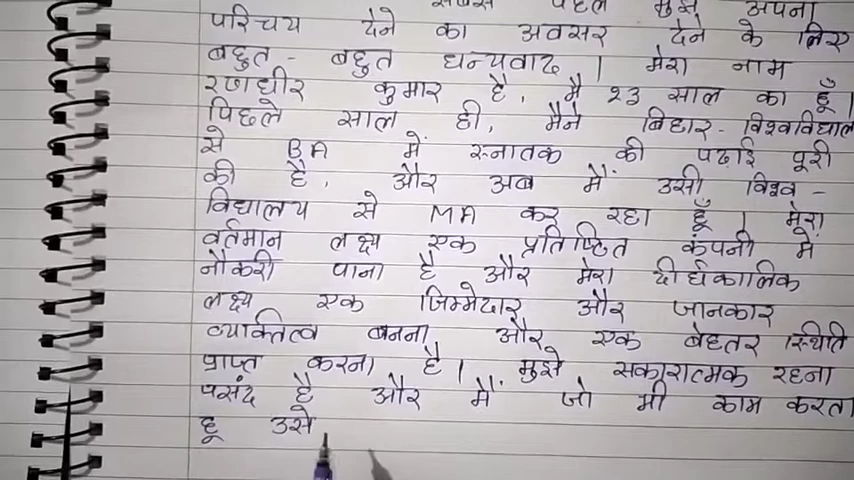 सबसे पहले मुझे अपना
परिचय देने का अवसर देने के लिए
बहुत - बहुत धन्यवाद । मेरा नाम
रणधीर कुमार है, मै २३ साल का हूँ।
पिछले साल ही, मैने बिहार - विश्वविद्याल
से BA में स्नातक की पढाई पूरी
की है, और अब मैं उसी विश्व -
विद्यालय से MA कर रहा हूँ । मेरा
वर्तमान लक्ष्य एक प्रतिष्ठित कंपनी में
नौकरी पाना है और मेरा दीर्घकालिक
लक्ष्य एक जिम्मेदार और जानकार
व्यक्तित्व बनना और एक बेहतर स्थिति
प्राप्त करना है । मुझे सकारात्मक रहना
पसंद है और मैं जो भी काम करता
हू उसे